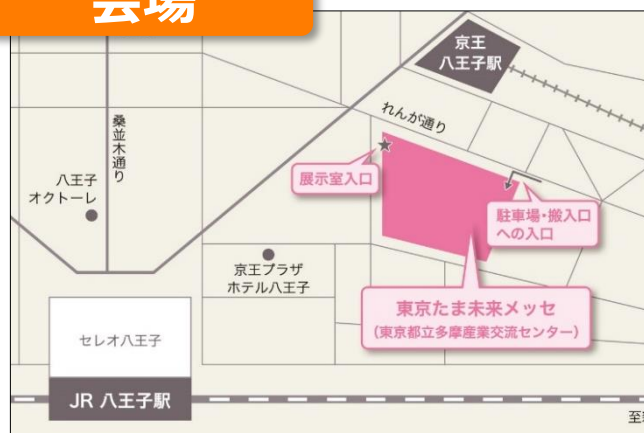 会場
京王
八王子駅
れんが通り
桑並木通り
展示室入口
八王子
オクトーレ
駐車場・搬入口
への入口
京王プラザ
ホテル八王子
東京たま未来メッセ
(東京都立多摩産業交流センター)
セレオ八王子
JR 八王子駅
至